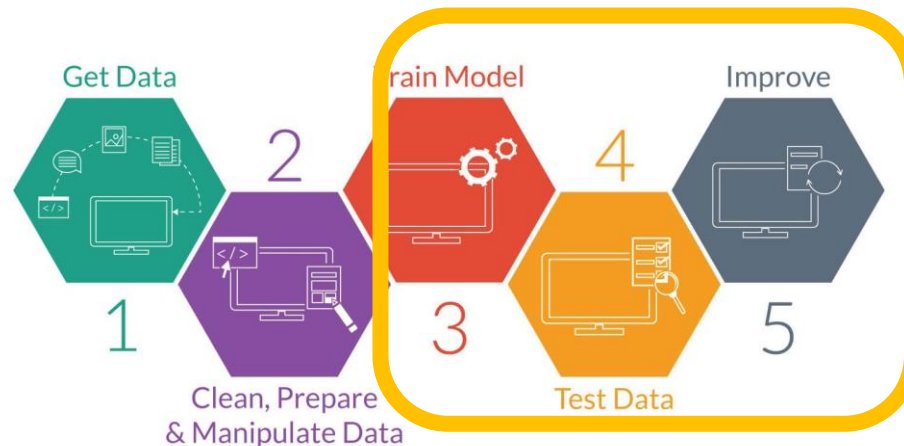 Get Data
1
2
Clean, Prepare
& Manipulate Data
rain Model
3
4
Test Data
Improve
5
</>
</>